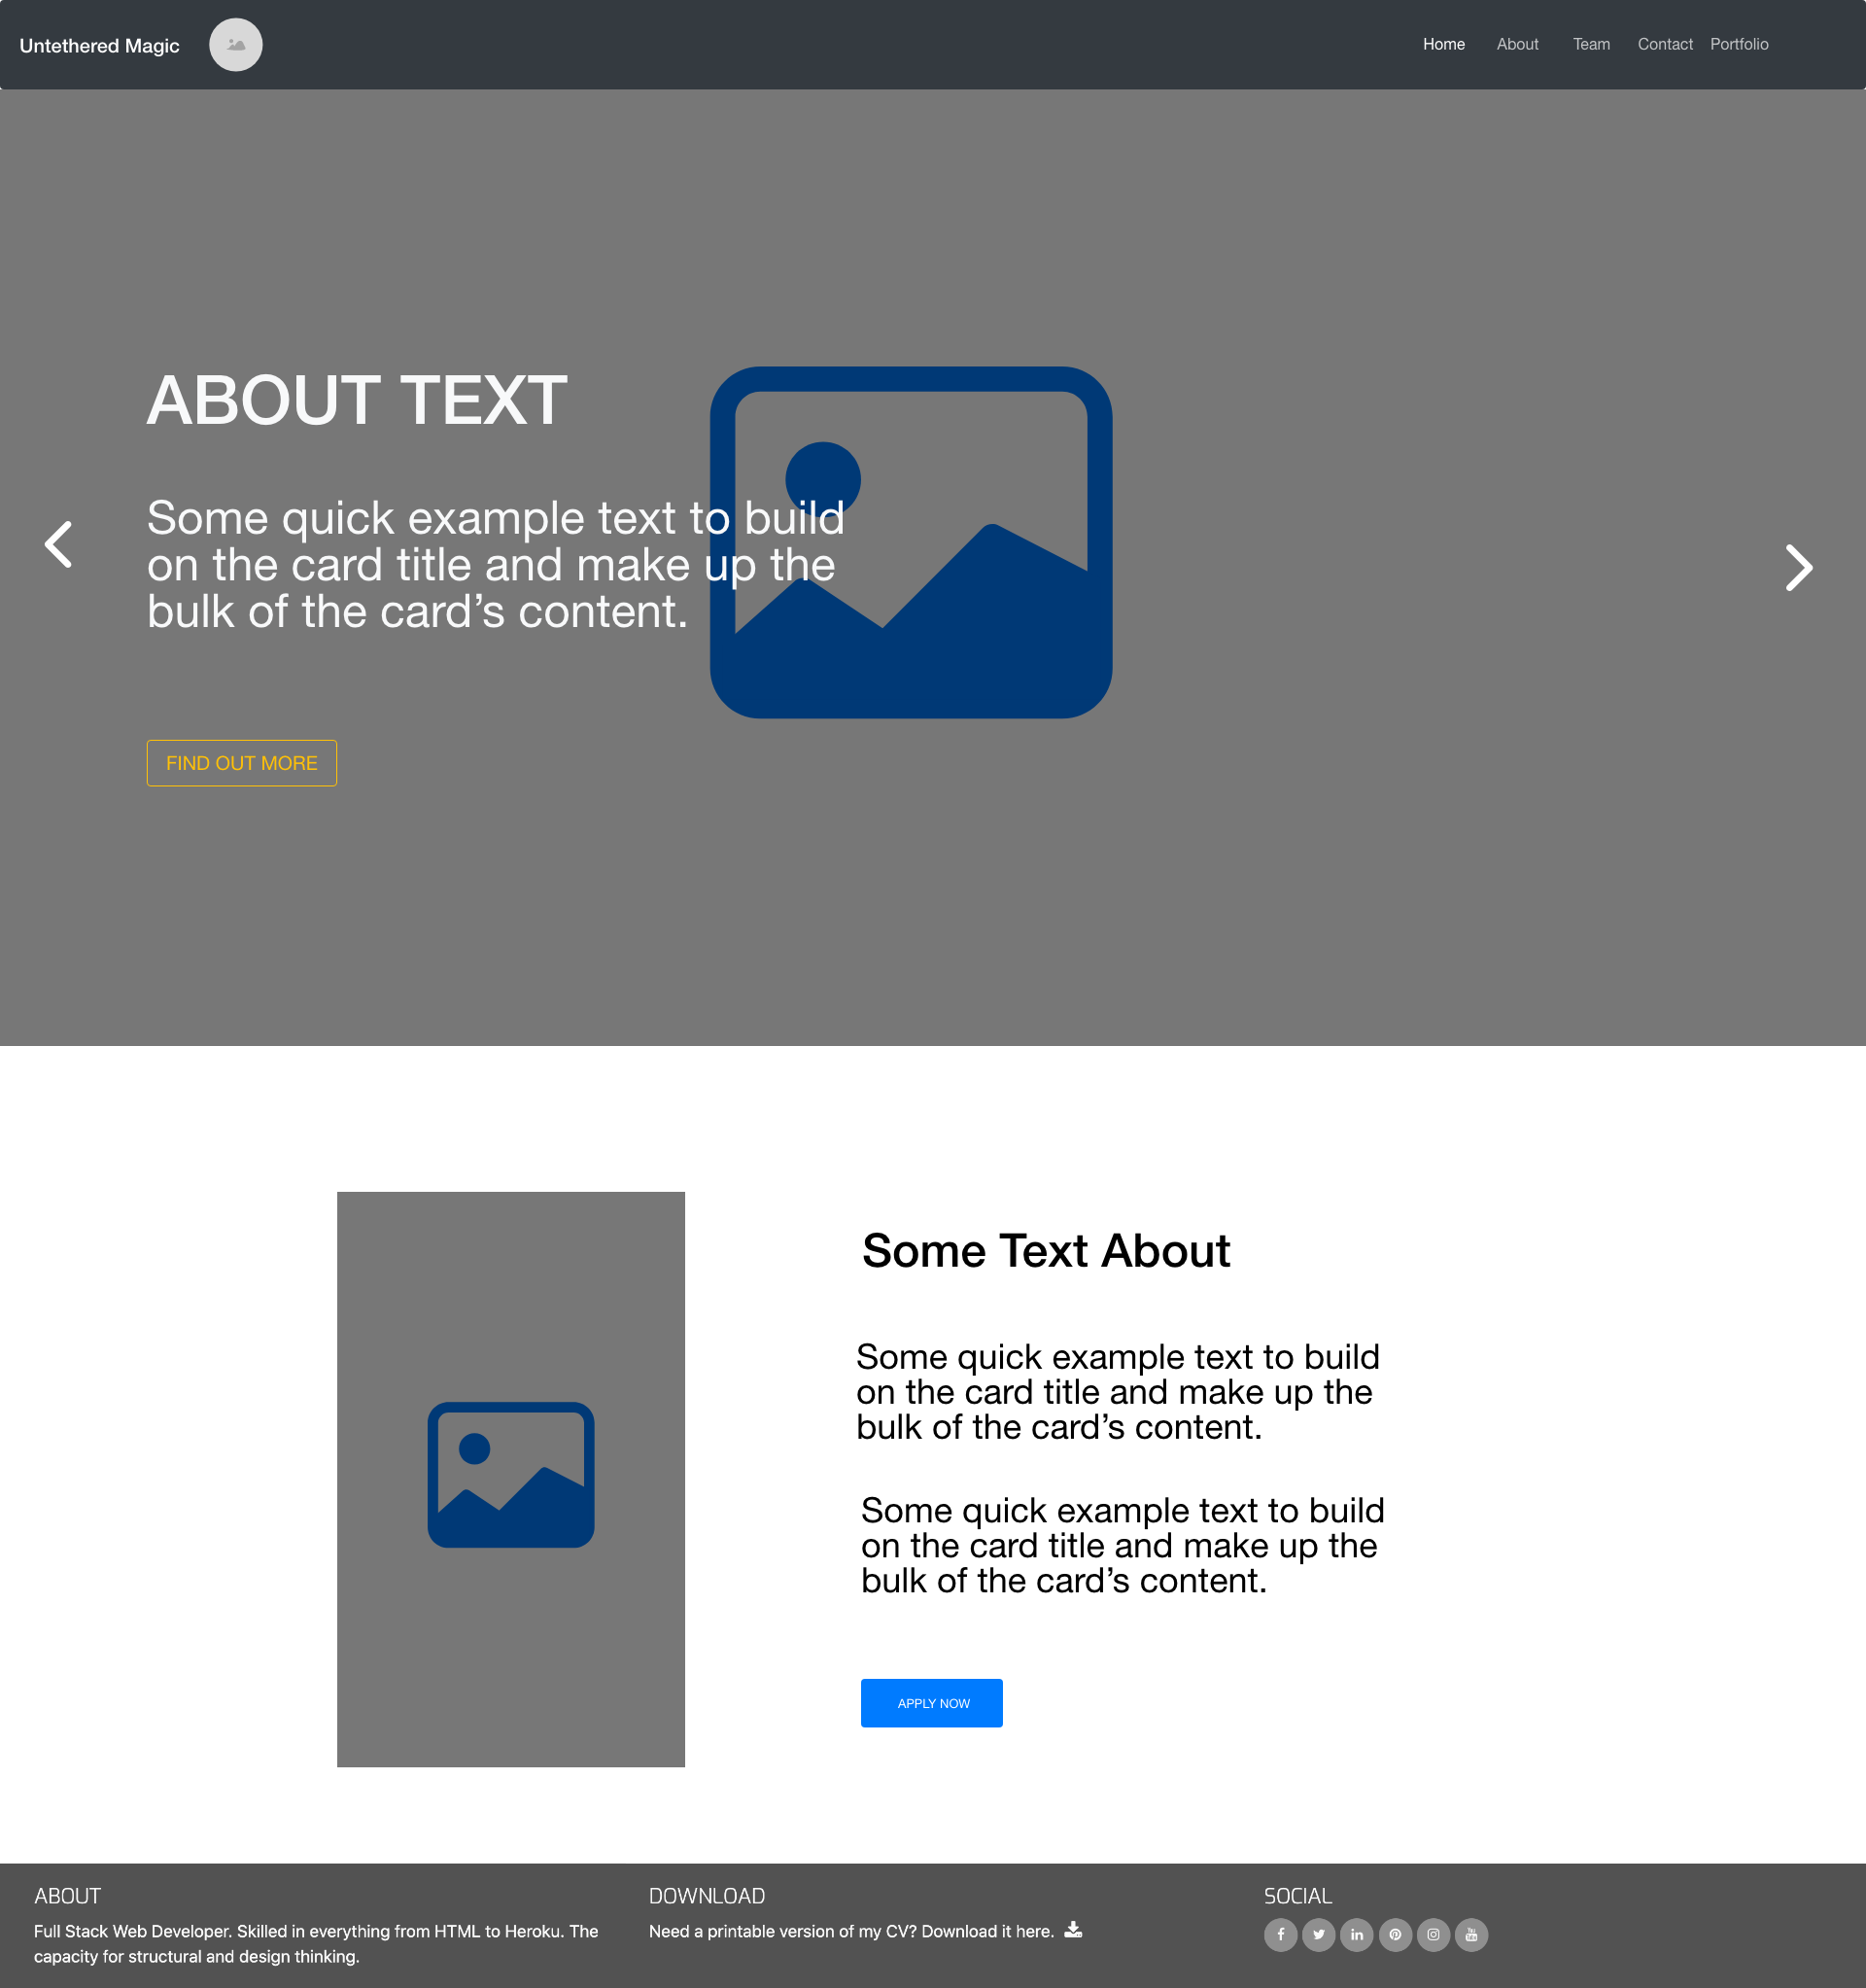 Untethered Magic
Home About Team Contact Portfolio
ABOUT TEXT
Some quick example text to build
on the card title and make up the
bulk of the card’s content.
FIND OUT MORE
Some Text About
Some quick example text to build
on the card title and make up the
bulk of the card’s content.
Some quick example text to build
on the card title and make up the
bulk of the card’s content.
APPLY NOW
ABOUT
Full Stack Web Developer. Skilled in everything from HTML to Heroku. The
capacity for structural and design thinking.
DOWNLOAD
Need a printable version of my CV? Download it here.
SOCIAL